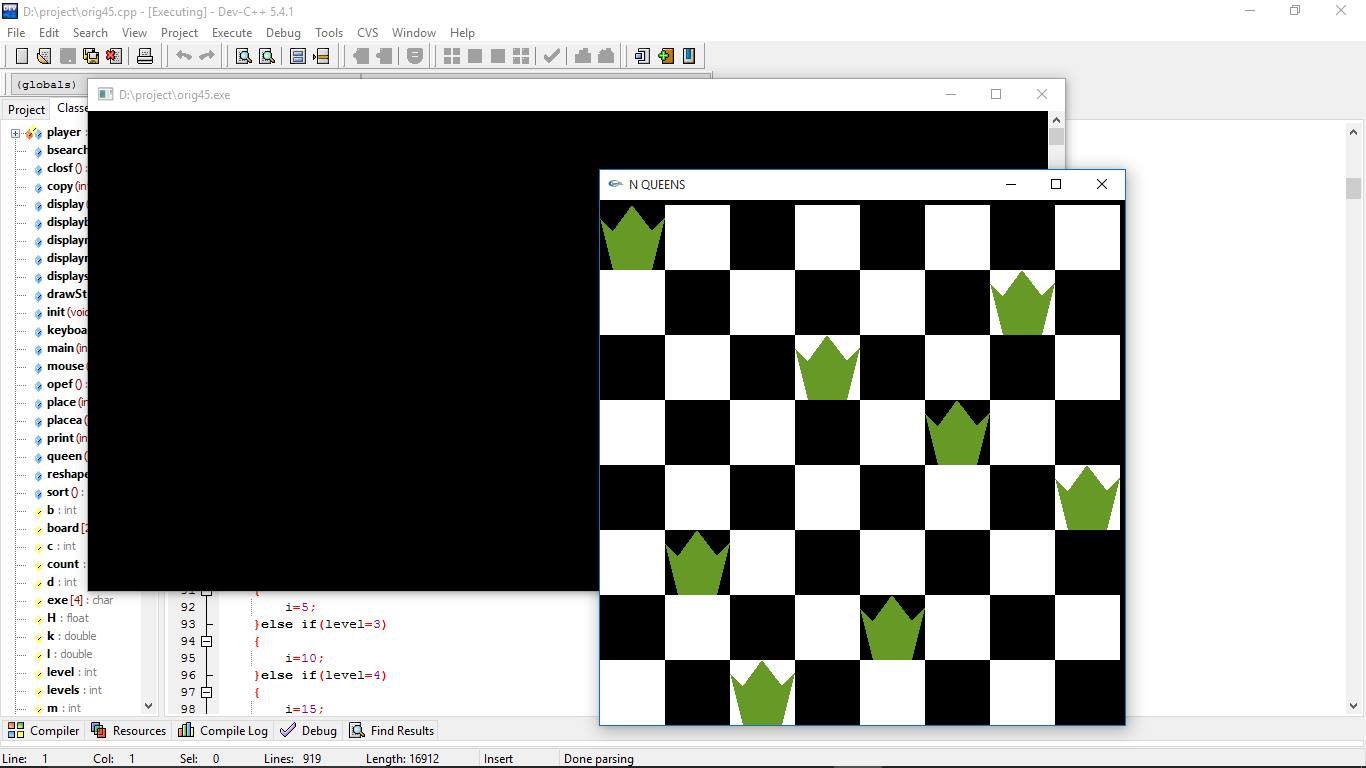 D:\project\orig45.cpp - [Executing] - Dev-C++ 5.4.1
File Edit Search View Project Execute Debug Tools CVS Window Help
(globals)
D:\project\orig45.exe
Project Classe
N QUEENS
player :
bsearch
closf () :
copy (in
display (
displayb
displayn
displayn
displays
drawSt
init (voic
keyboa
main (in
mouse (
opef () :
place (in
placea (
print (in
queen (
reshape
sort () :
b : int
board [2
c : int
count :
d : int
exe [4] : char
H : float
k : double
l : double
level : int
levels : int
m : int
91 {
92 i=5;
93 }else if(level=3)
94 {
95 i=10;
96 }else if(level=4)
97 {
98 i=15;
Compiler Resources Compile Log Debug Find Results
Line: 1 Col: 1 Sel: 0 Lines: 919 Length: 16912 Insert Done parsing